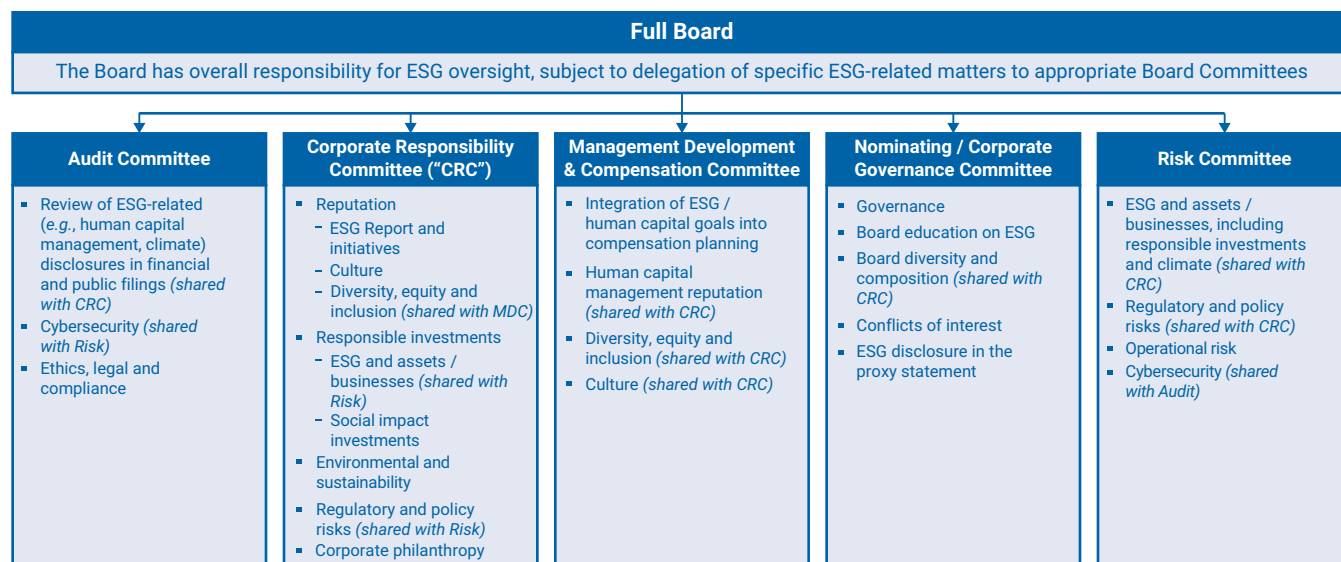 Full Board
The Board has overall responsibility for ESG oversight, subject to delegation of specific ESG-related matters to appropriate Board Committees
Audit Committee
▪ Review of ESG-related
(e.g., human capital
management, climate)
disclosures in financial
and public filings (shared
with CRC)
▪ Cybersecurity (shared
with Risk)
▪ Ethics, legal and
compliance
Corporate Responsibility
Committee (“CRC”)
▪ Reputation
– ESG Report and
initiatives
– Culture
– Diversity, equity and
inclusion (shared with MDC)
▪ Responsible investments
– ESG and assets /
businesses (shared with
Risk)
– Social impact
investments
▪ Environmental and
sustainability
▪ Regulatory and policy
risks (shared with Risk)
▪ Corporate philanthropy
Management Development
& Compensation Committee
▪ Integration of ESG /
human capital goals into
compensation planning
▪ Human capital
management reputation
(shared with CRC)
▪ Diversity, equity and
inclusion (shared with CRC)
▪ Culture (shared with CRC)
Nominating / Corporate
Governance Committee
▪ Governance
▪ Board education on ESG
▪ Board diversity and
composition (shared with
CRC)
▪ Conflicts of interest
▪ ESG disclosure in the
proxy statement
Risk Committee
▪ ESG and assets /
businesses, including
responsible investments
and climate (shared with
CRC)
▪ Regulatory and policy
risks (shared with CRC)
▪ Operational risk
▪ Cybersecurity (shared
with Audit)